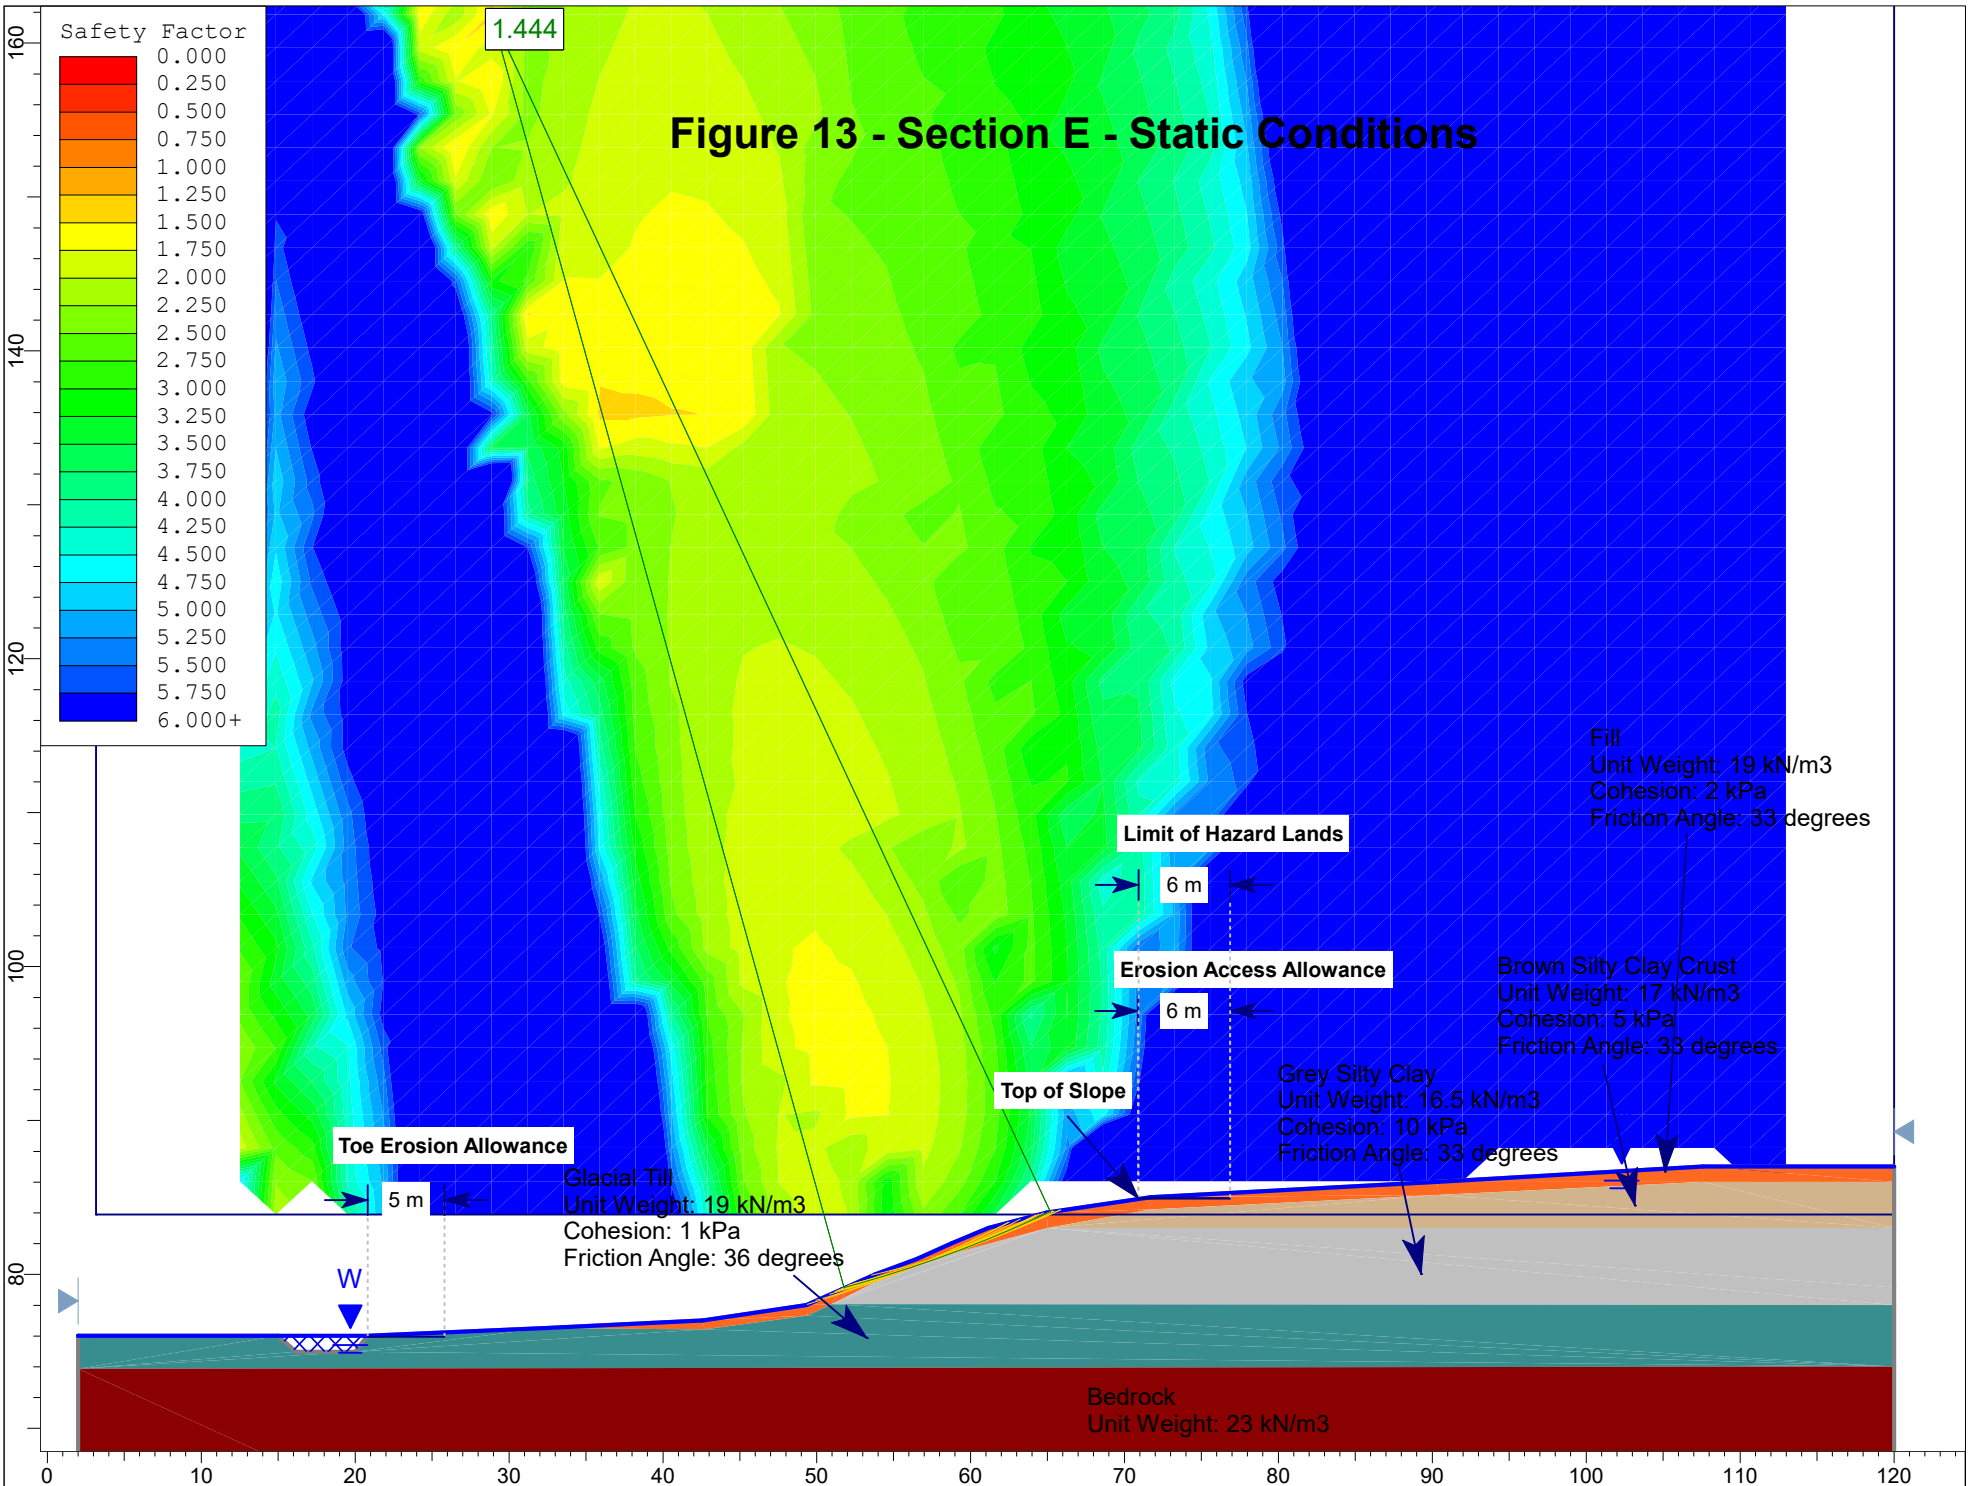 Safety Factor
0.000
0.250
0.500
0.750
1.000
1.250
1.500
1.750
2.000
2.250
2.500
2.750
3.000
3.250
3.500
3.750
4.000
4.250
4.500
4.750
5.000
5.250
5.500
5.750
6.000+
1.444
Figure 13 - Section E - Static Conditions
Fill
Unit Weight: 19 kN/m3
Cohesion: 2 kPa
Friction Angle: 33 degrees
Limit of Hazard Lands
6 m
Erosion Access Allowance
6 m
Brown Silty Clay Crust
Unit Weight: 17 kN/m3
Cohesion: 5 kPa
Friction Angle: 33 degrees
Top of Slope
Grey Silty Clay
Unit Weight: 16.5 kN/m3
Cohesion: 10 kPa
Friction Angle: 33 degrees
Toe Erosion Allowance
5 m
Glacial Till
Unit Weight: 19 kN/m3
Cohesion: 1 kPa
Friction Angle: 36 degrees
W
Bedrock
Unit Weight: 23 kN/m3
160
140
120
100
80
0 10 20 30 40 50 60 70 80 90 100 110 120